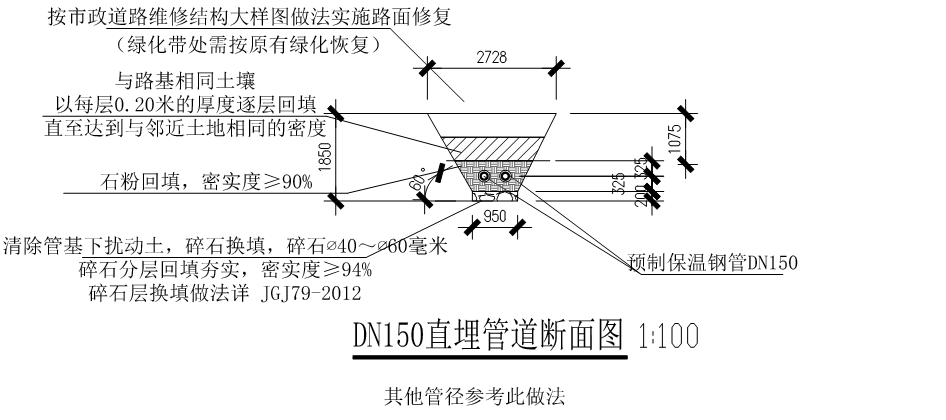 按市政道路维修结构大样图做法实施路面修复
（绿化带处需按原有绿化恢复）
2728
与路基相同土壤
以每层0.20米的厚度逐层回填
直至达到与邻近土地相同的密度
1850
1075
325
325
200
60°
石粉回填，密实度≥90%
950
清除管基下扰动土，碎石换填，碎石∅40～∅60毫米
碎石分层回填夯实，密实度≥94%
碎石层换填做法详 JGJ79-2012
预制保温钢管DN150
DN150直埋管道断面图 1:100
其他管径参考此做法